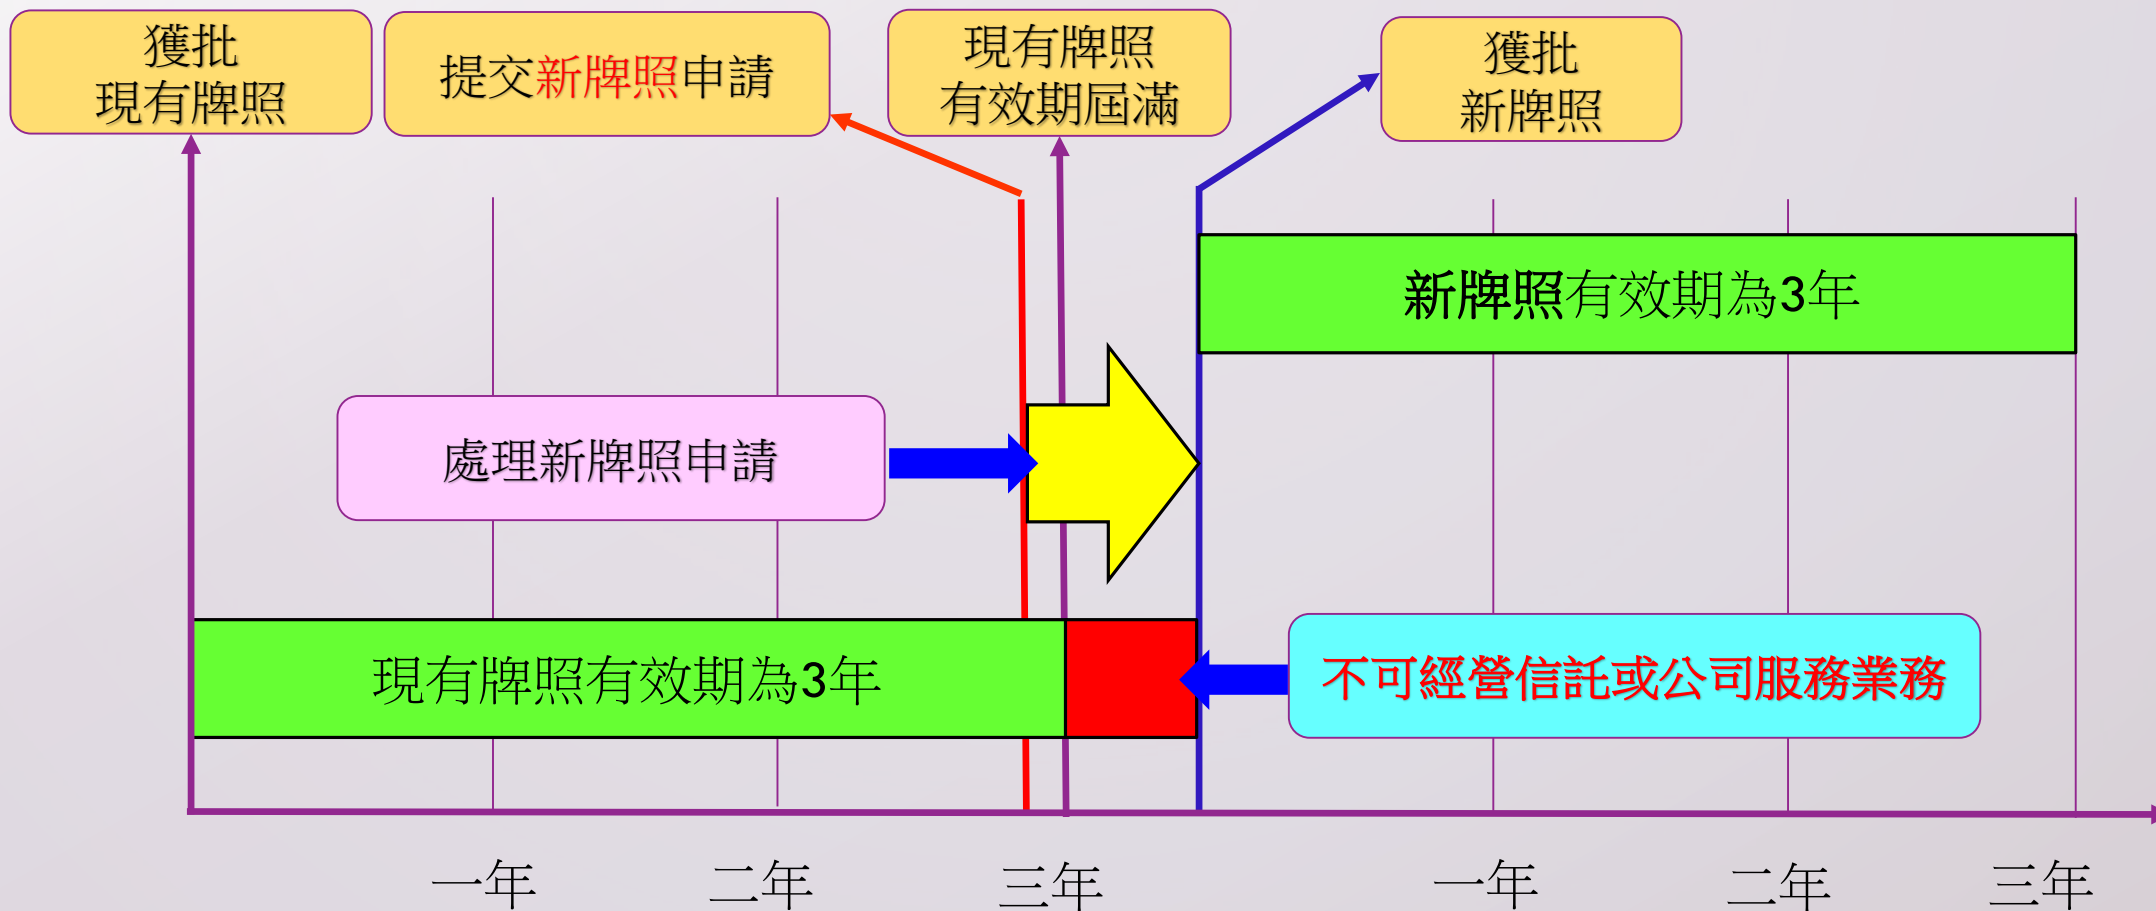 獲批
現有牌照
提交新牌照申請
現有牌照
有效期屆滿
獲批
新牌照
新牌照有效期為3年
處理新牌照申請
現有牌照有效期為3年
不可經營信託或公司服務業務
一年
二年
三年
一年
二年
三年